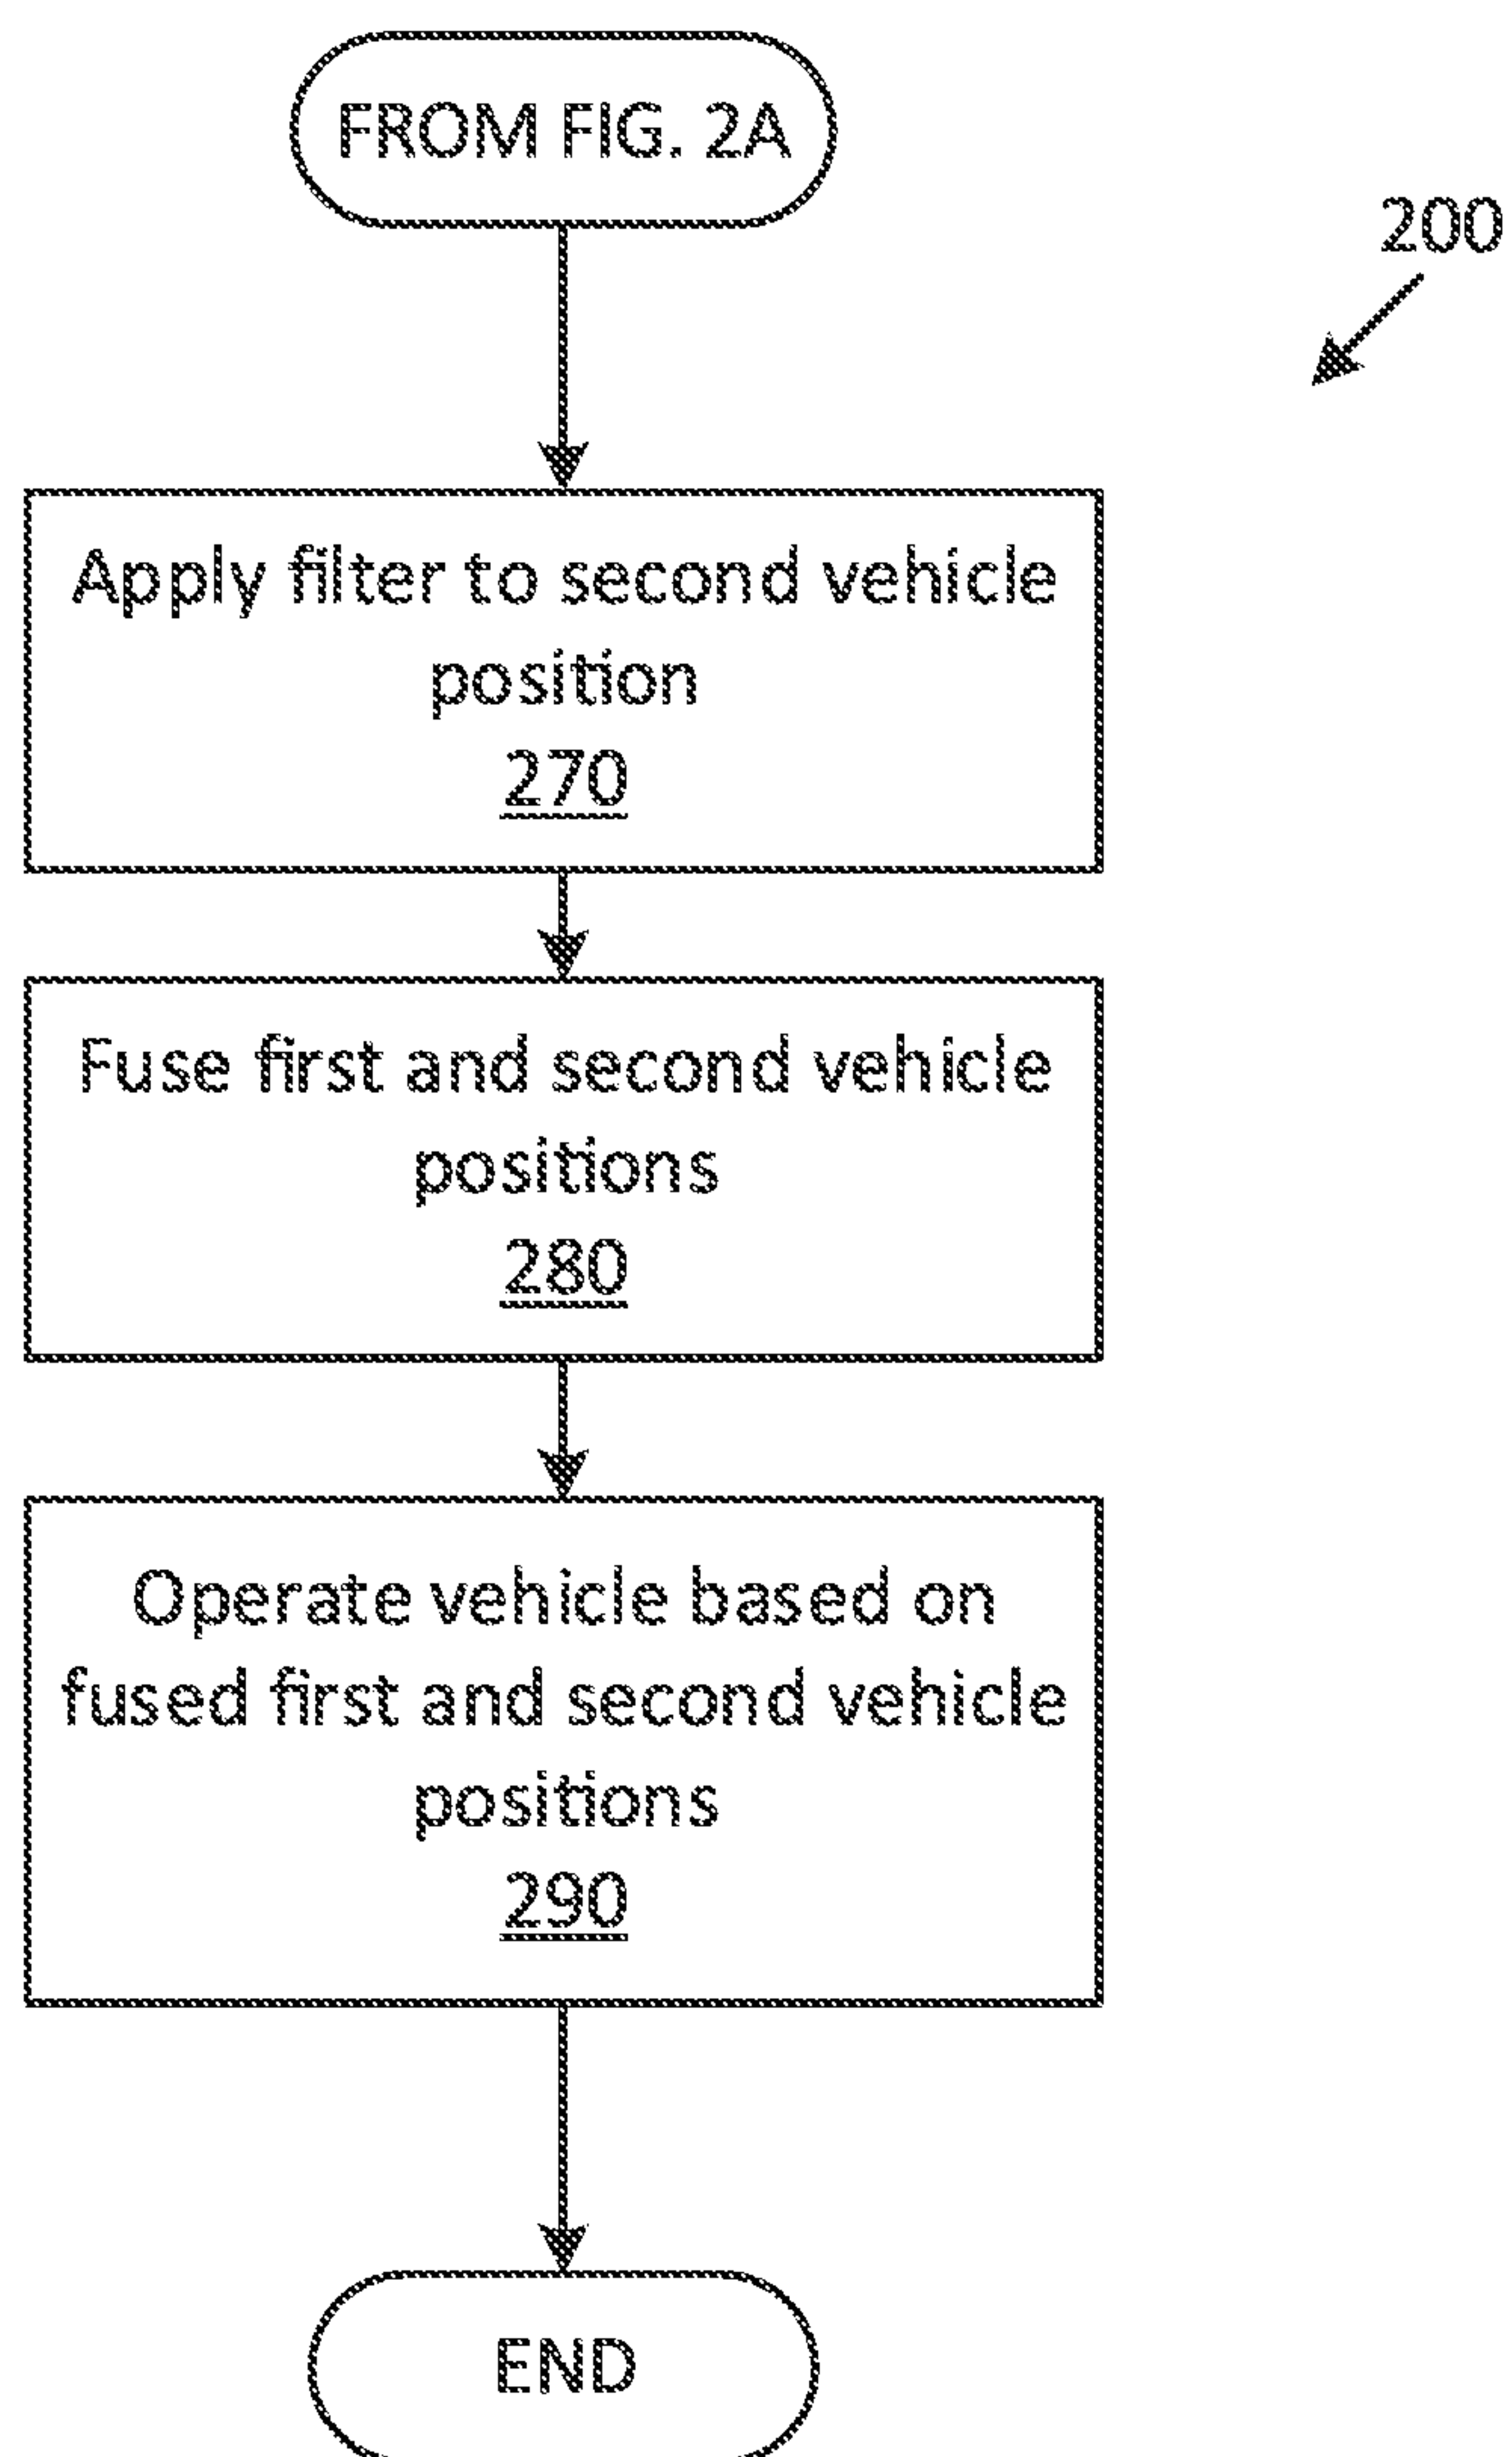 FROM FIG. 2A
200
Apply filter to second vehicle
position
270
Fuse first and second vehicle
positions
280
Operate vehicle based on
fused first and second vehicle
positions
290
END